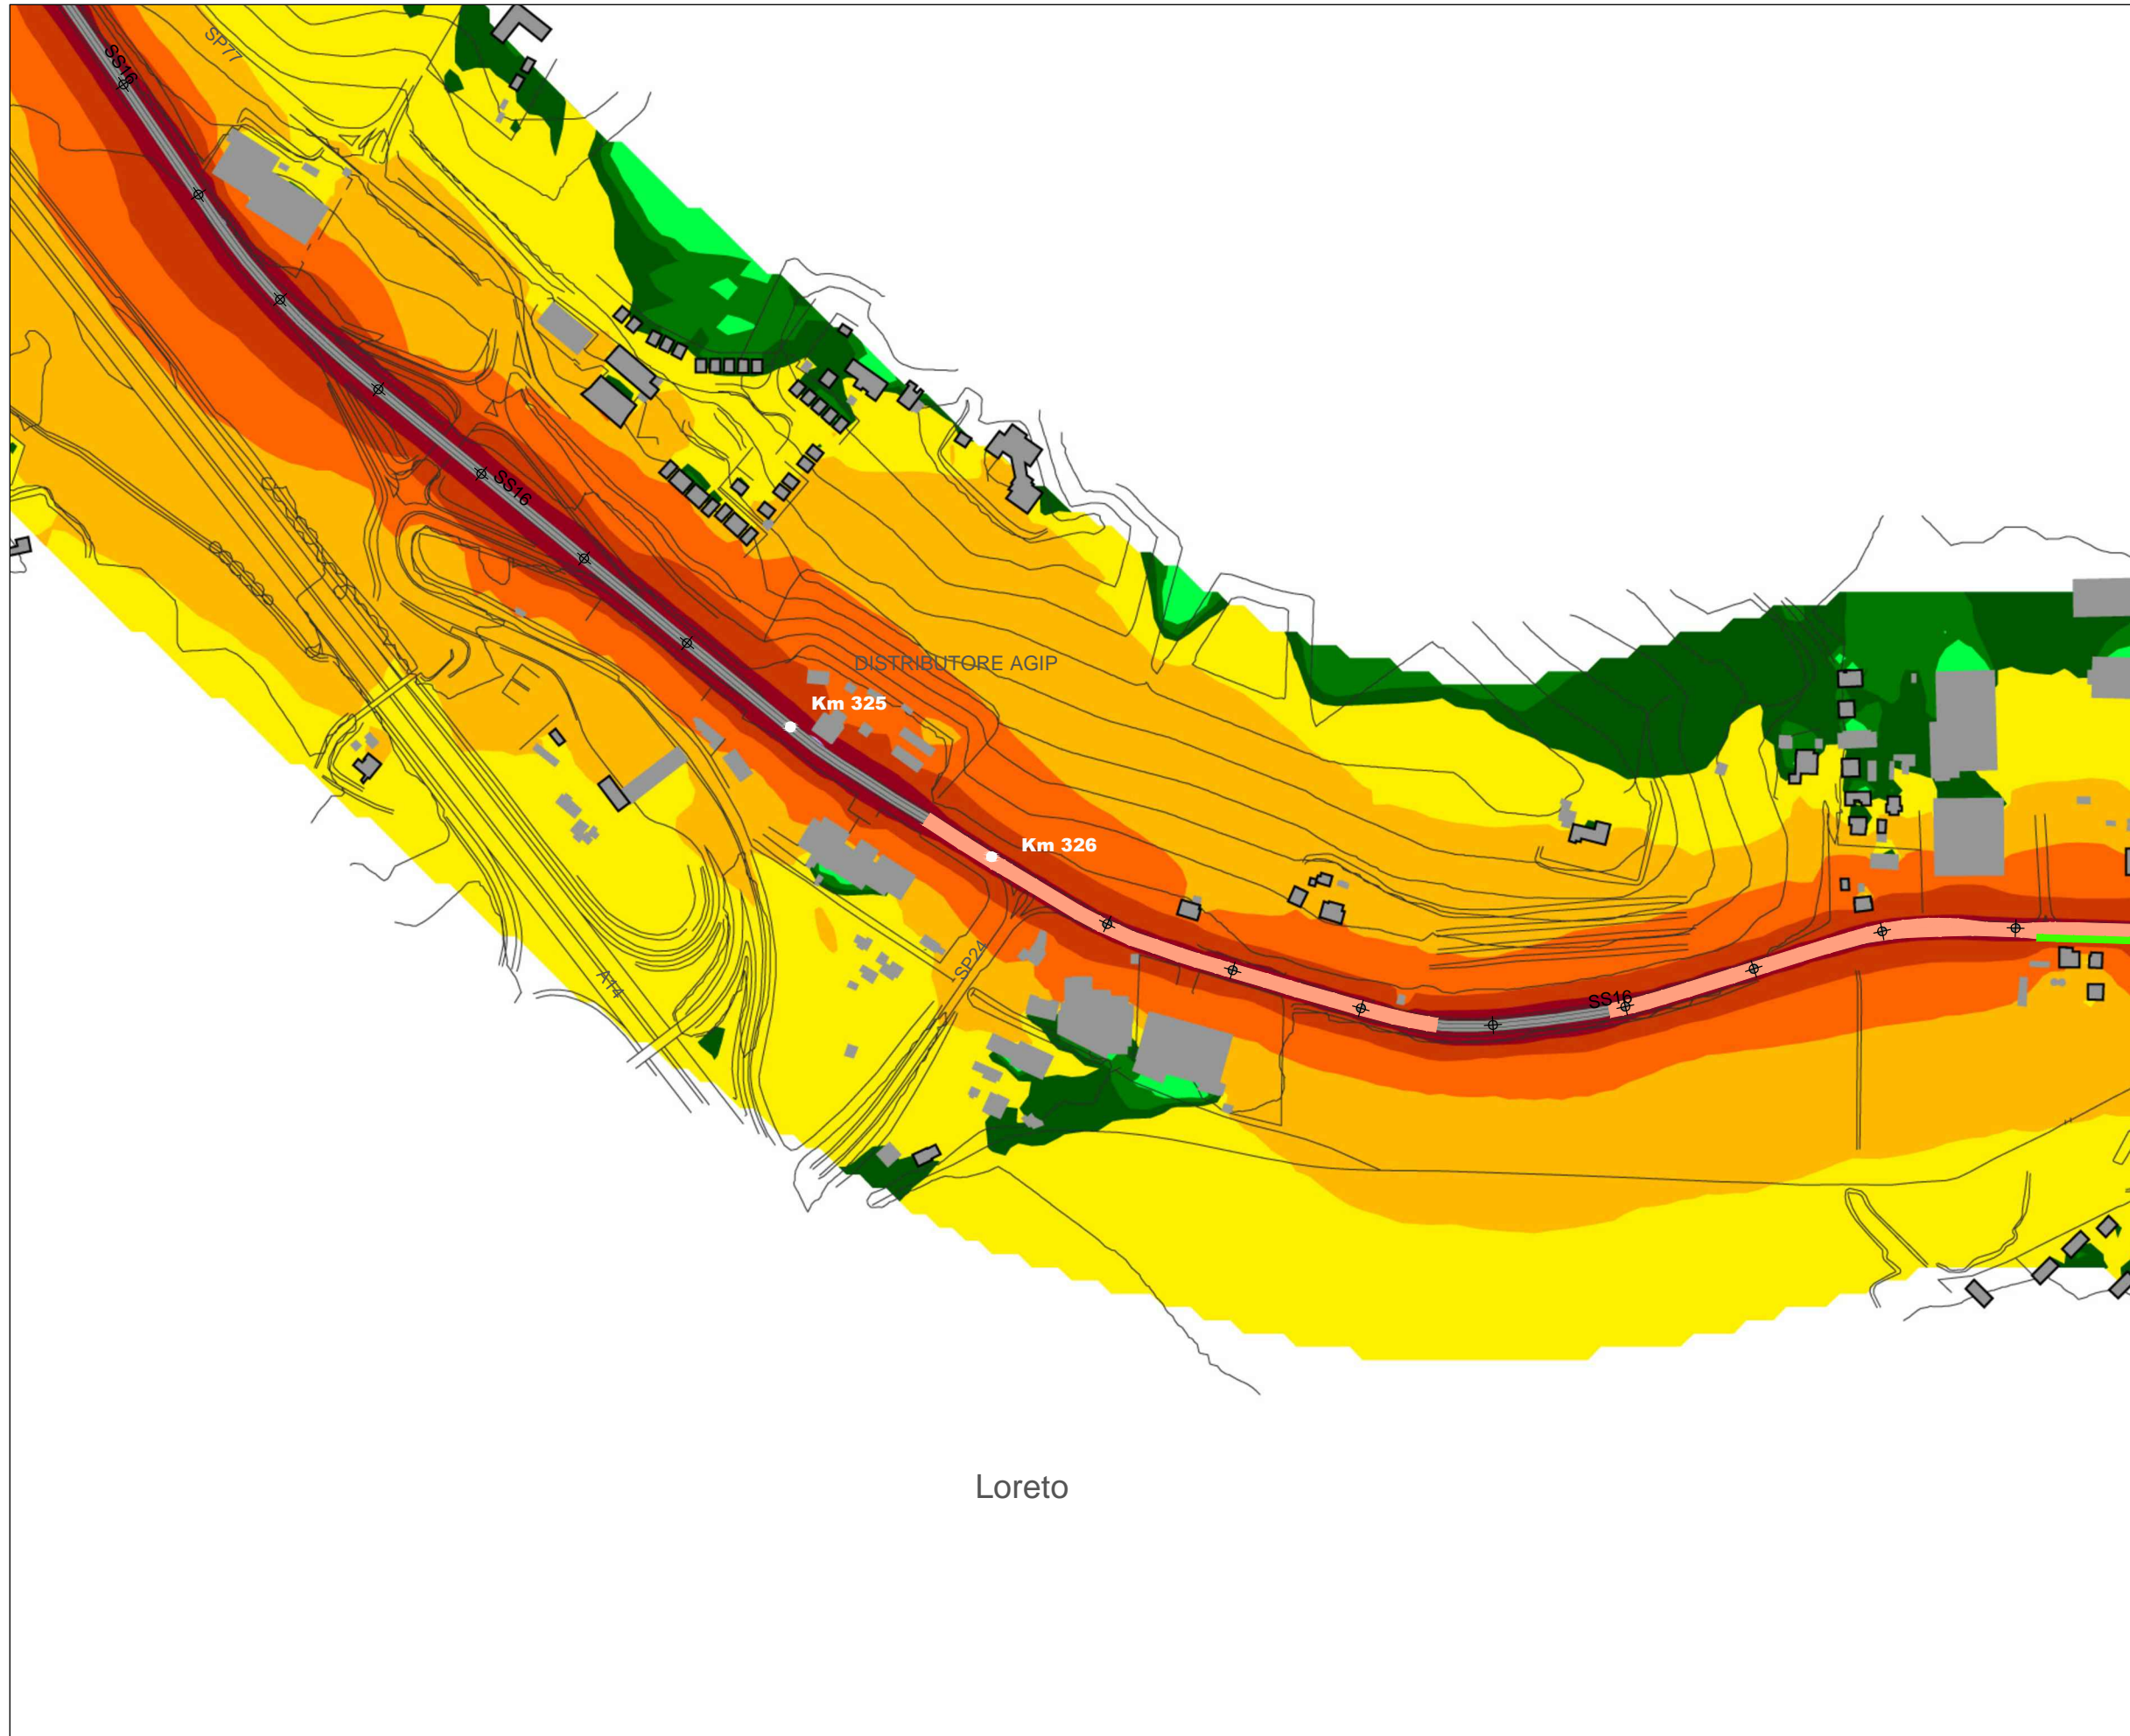 SS16
SP77
SS16
DISTRIBUTORE AGIP
Km 325
Km 326
SP24
A14
SS16
Loreto